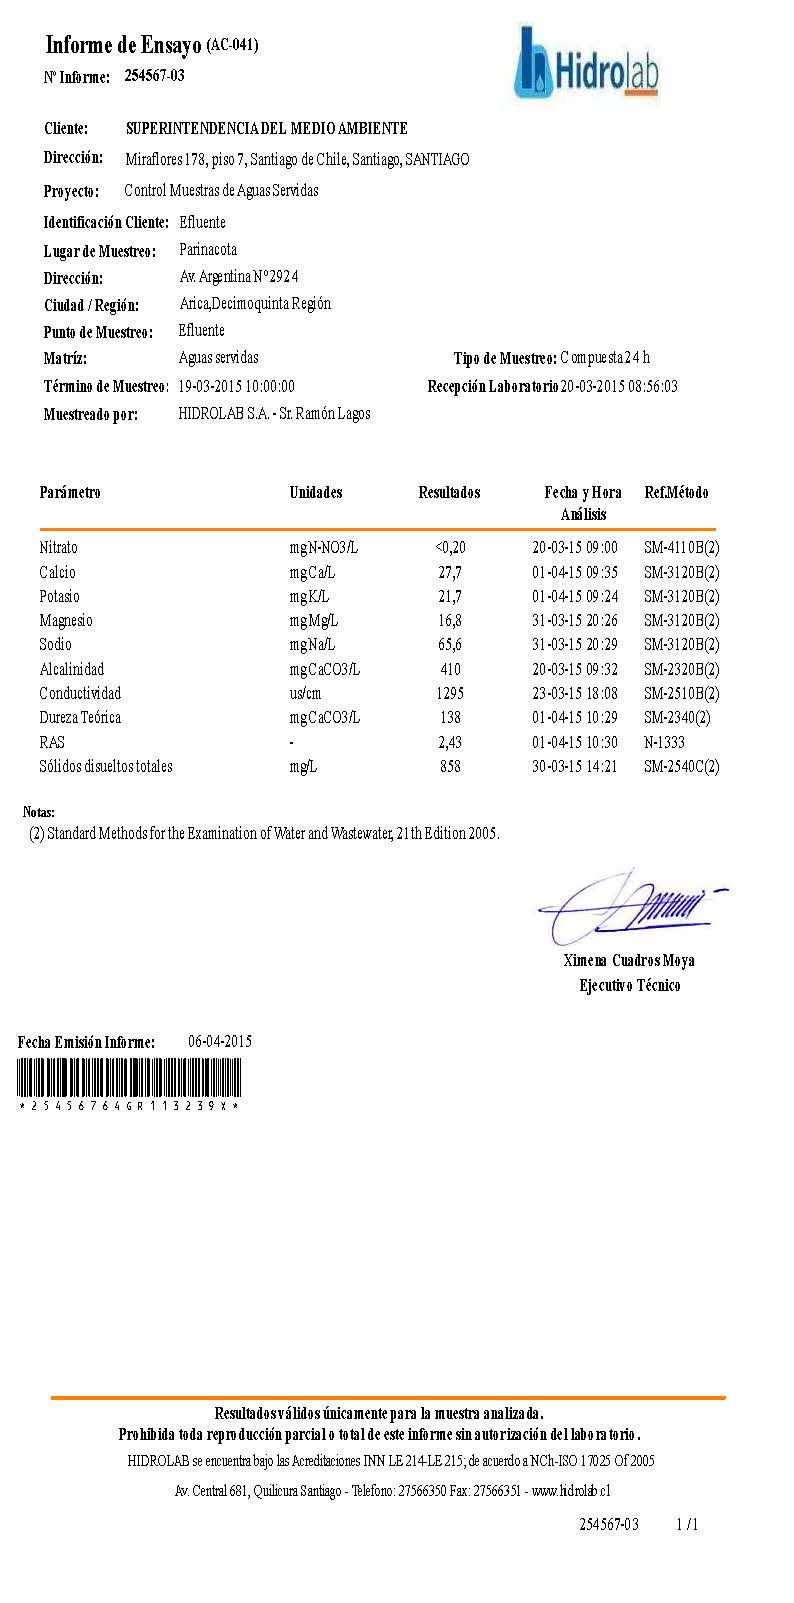 Informe de Ensayo (AC-041)
Nº Informe: 254567-03
Hidrolab
Cliente: SUPERINTENDENCIA DEL MEDIO AMBIENTE
Dirección: Miraflores 178, piso 7, Santiago de Chile, Santiago, SANTIAGO
Proyecto: Control Muestras de Aguas Servidas
Identificación Cliente: Efluente
Lugar de Muestreo: Parinacota
Dirección: Av. Argentina Nº2924
Ciudad / Región: Arica,Decimoquinta Región
Punto de Muestreo: Efluente
Matríz: Aguas servidas Tipo de Muestreo: Compuesta 24 h
Término de Muestreo: 19-03-2015 10:00:00 Recepción Laboratorio 20-03-2015 08:56:03
Muestreado por: HIDROLAB S.A. - Sr. Ramón Lagos
Parámetro Unidades Resultados Fecha y Hora Ref.Método
Análisis
Nitrato mg N-NO3/L <0,20 20-03-15 09:00 SM-4110B(2)
Calcio mg Ca/L 27,7 01-04-15 09:35 SM-3120B(2)
Potasio mg K/L 21,7 01-04-15 09:24 SM-3120B(2)
Magnesio mg Mg/L 16,8 31-03-15 20:26 SM-3120B(2)
Sodio mg Na/L 65,6 31-03-15 20:29 SM-3120B(2)
Alcalinidad mg CaCO3/L 410 20-03-15 09:32 SM-2320B(2)
Conductividad us/cm 1295 23-03-15 18:08 SM-2510B(2)
Dureza Teórica mg CaCO3/L 138 01-04-15 10:29 SM-2340(2)
RAS - 2,43 01-04-15 10:30 N-1333
Sólidos disueltos totales mg/L 858 30-03-15 14:21 SM-2540C(2)
Notas:
(2) Standard Methods for the Examination of Water and Wastewater, 21th Edition 2005.
Ximena Cuadros Moya
Ejecutivo Técnico
Fecha Emisión Informe: 06-04-2015
*25456764GR113239X*
Resultados válidos únicamente para la muestra analizada.
Prohibida toda reproducción parcial o total de este informe sin autorización del laboratorio.
HIDROLAB se encuentra bajo las Acreditaciones INN LE 214-LE 215; de acuerdo a NCh-ISO 17025 Of 2005
Av. Central 681, Quilicura Santiago - Telefono: 27566350 Fax: 27566351 - www.hidrolab.cl
254567-03 1 /1